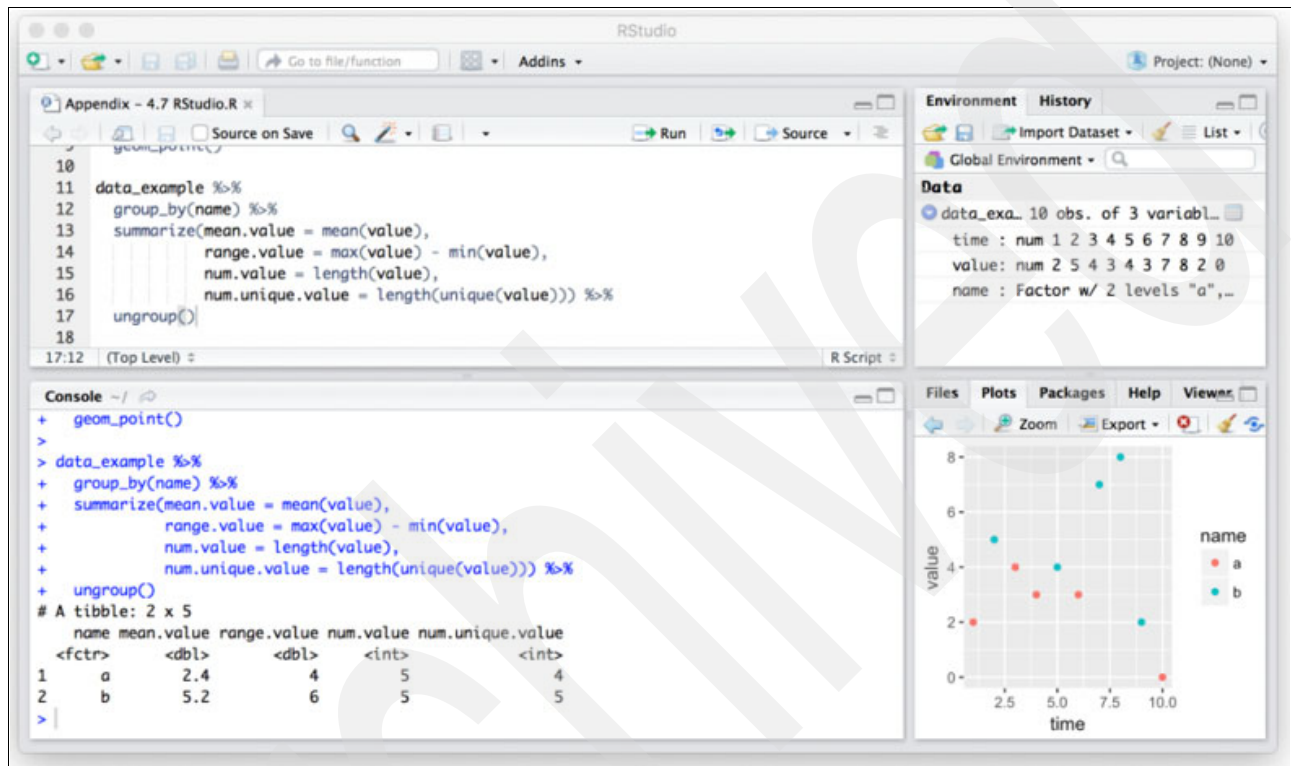 RStudio
Go to file/function Addins Project: (None)
Appendix - 4.7 RStudio.R
Source on Save Run Source
9 geom_point()
10
11 data_example %>%
12 group_by(name) %>%
13 summarize(mean.value = mean(value),
14 range.value = max(value) - min(value),
15 num.value = length(value),
16 num.unique.value = length(unique(value))) %>%
17 ungroup()
18
17:12 (Top Level) R Script
Console ~/
+ geom_point()
>
> data_example %>%
+ group_by(name) %>%
+ summarize(mean.value = mean(value),
+ range.value = max(value) - min(value),
+ num.value = length(value),
+ num.unique.value = length(unique(value))) %>%
+ ungroup()
# A tibble: 2 x 5
name mean.value range.value num.value num.unique.value
<fctr> <dbl> <dbl> <int> <int>
1 a 2.4 4 5 4
2 b 5.2 6 5 5
>
Environment History
Import Dataset List
Global Environment
Data
data_exa… 10 obs. of 3 variabl…
time : num 1 2 3 4 5 6 7 8 9 10
value: num 2 5 4 3 4 3 7 8 2 0
name : Factor w/ 2 levels "a",…
Files Plots Packages Help Viewer
Zoom Export
8
6
4
2
0
value
2.5 5.0 7.5 10.0
time
name
a
b